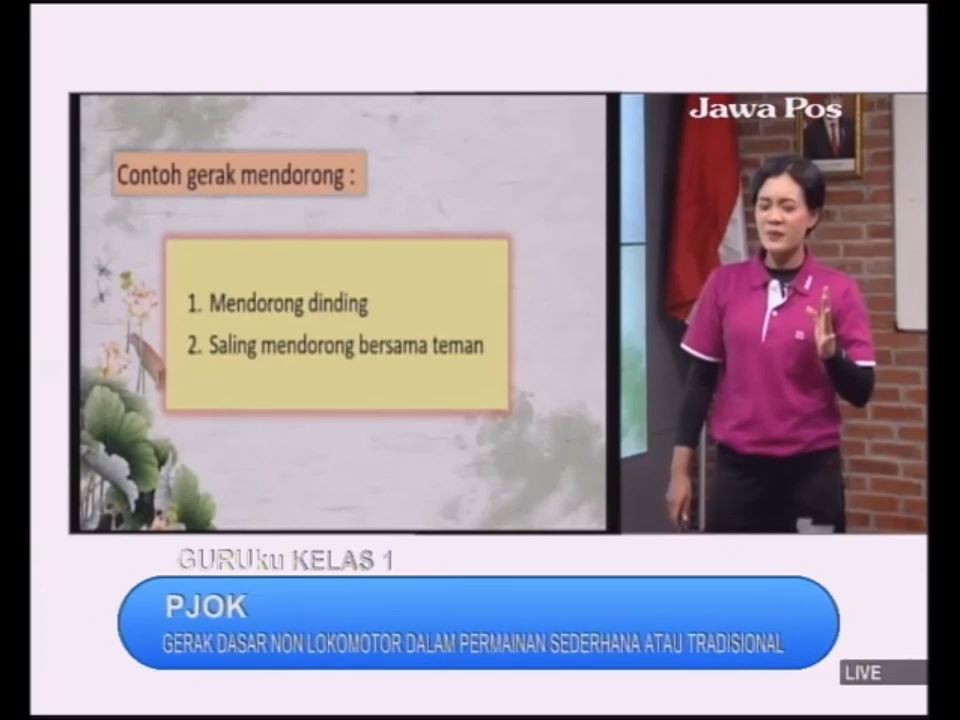 Jawa Pos
Contoh gerak mendorong :
1. Mendorong dinding
2. Saling mendorong bersama teman
GURUku KELAS 1
PJOK
GERAK DASAR NON LOKOMOTOR DALAM PERMAINAN SEDERHANA ATAU TRADISIONAL
LIVE